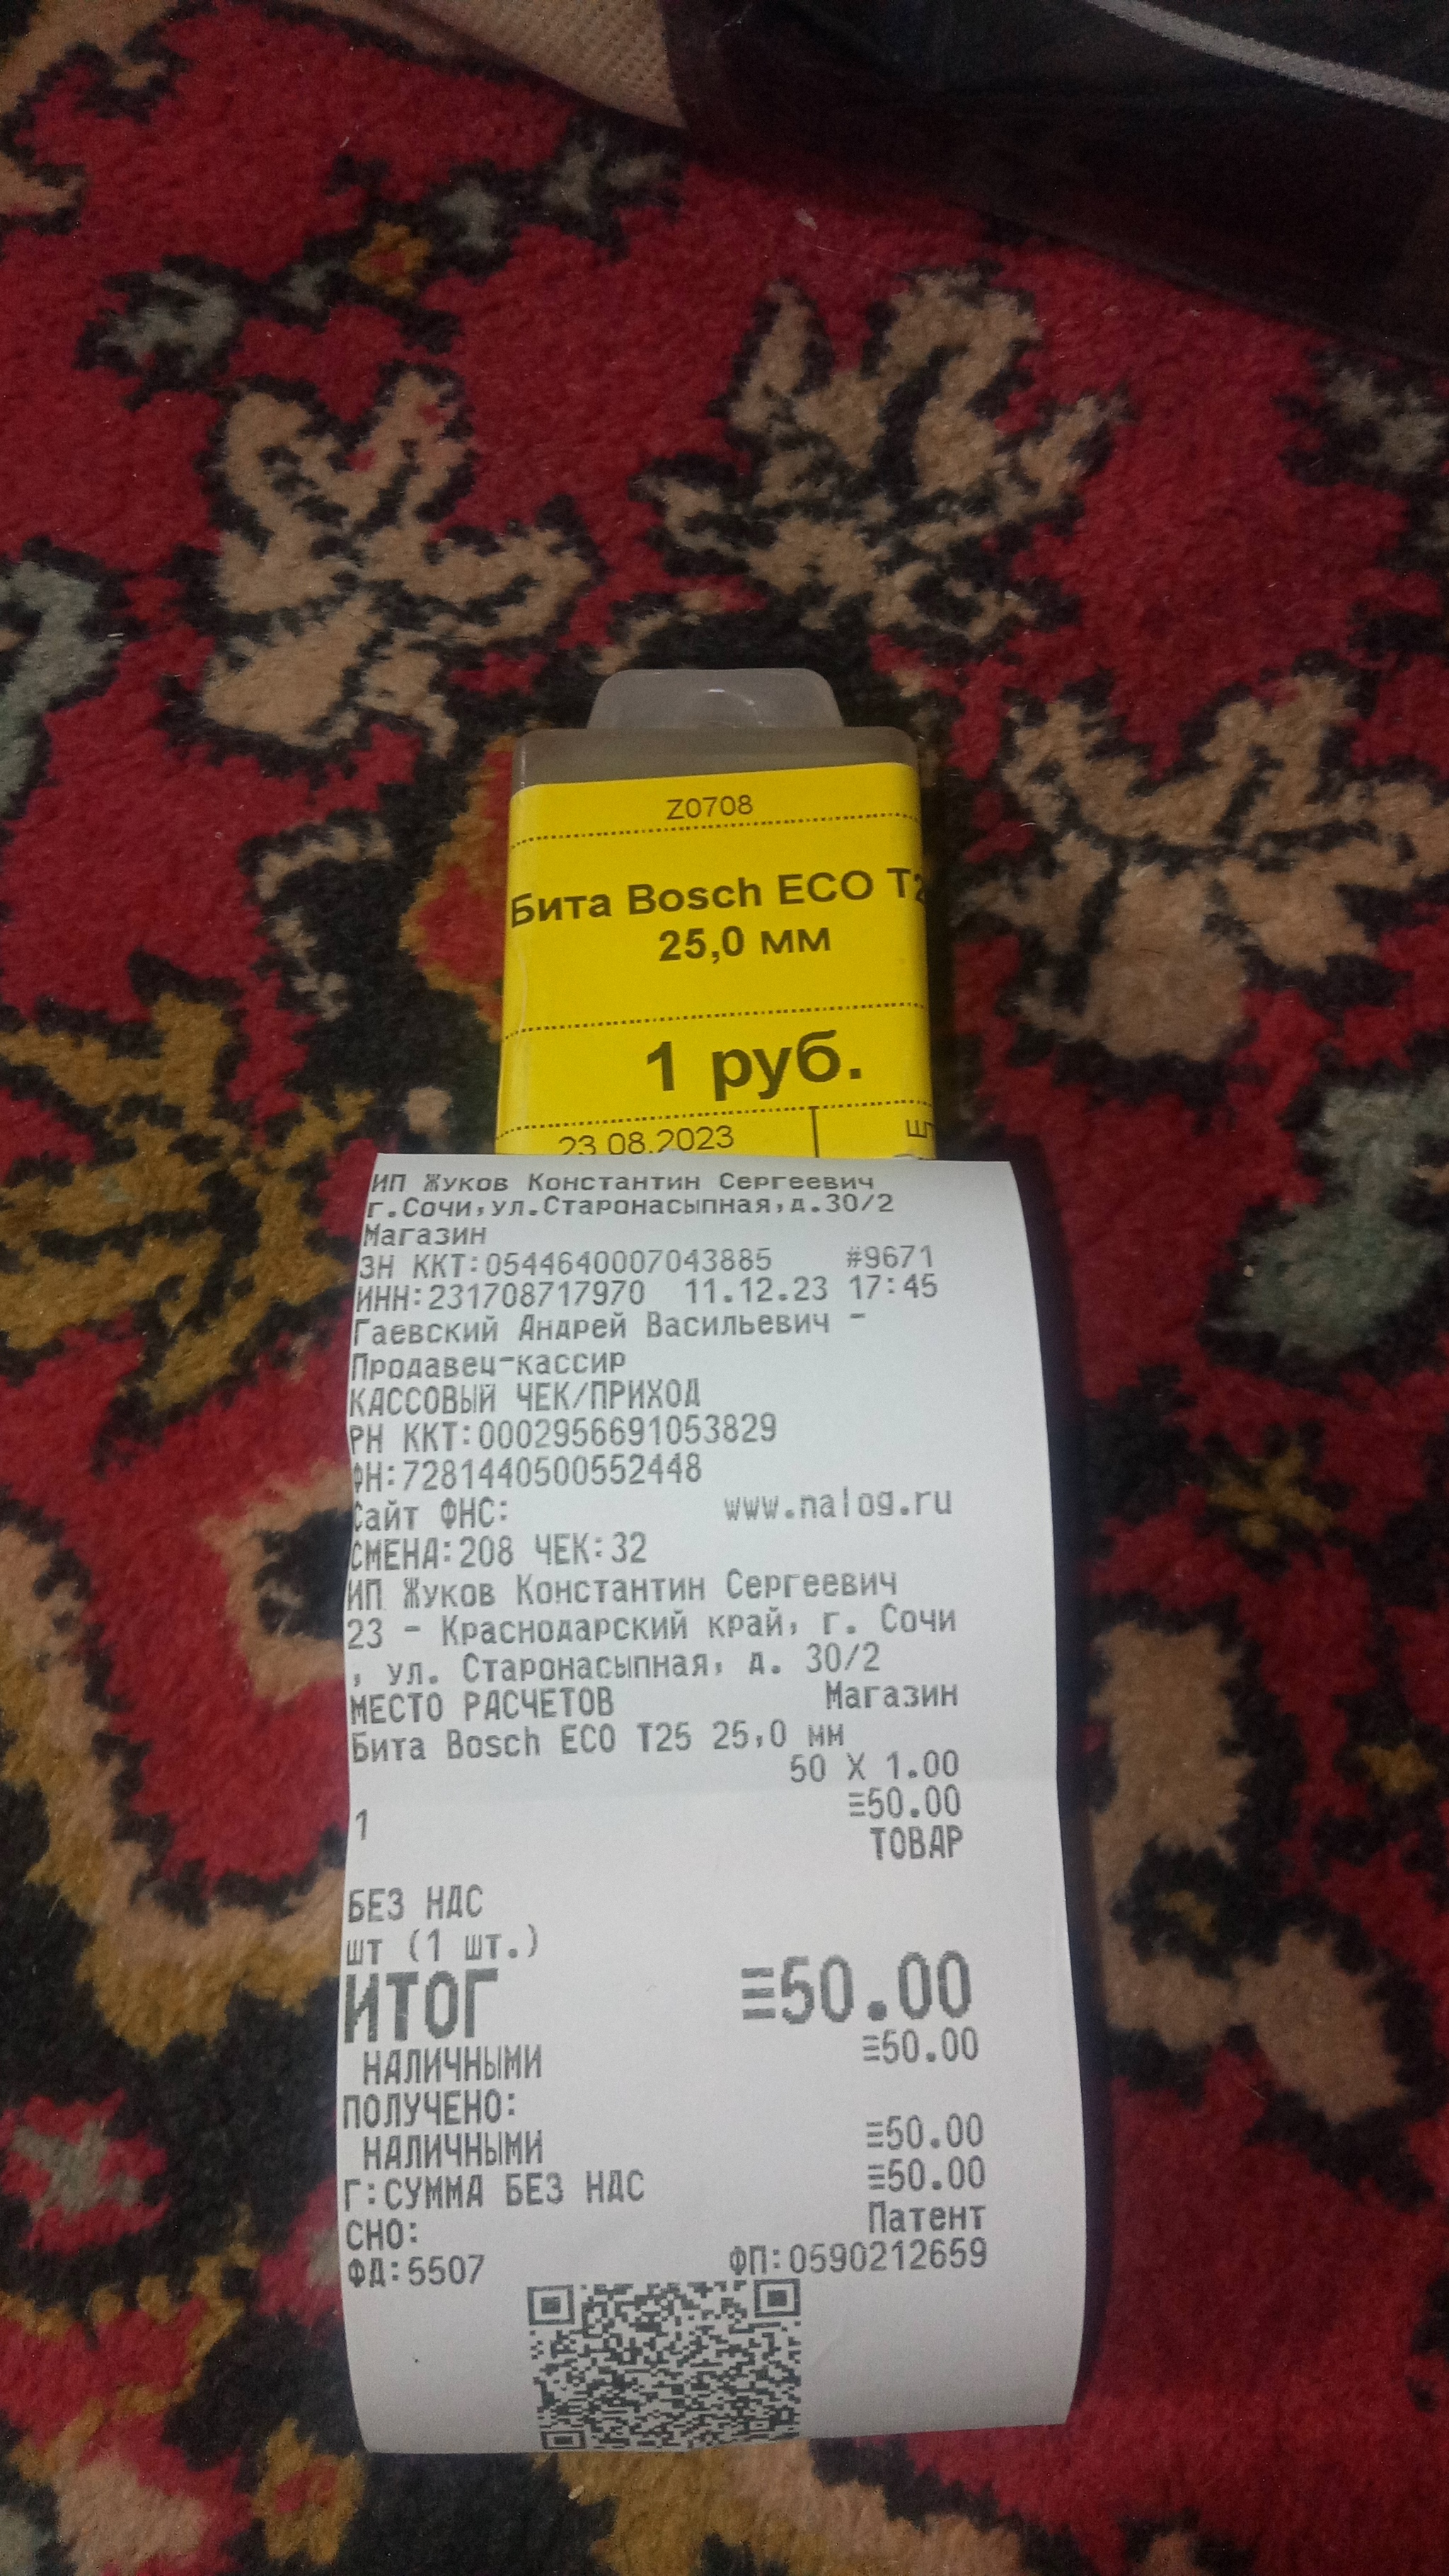 Z0708
Бита Bosch ECO T2
25,0 мм
1 руб.
23.08.2023
ИП Жуков Константин Сергеевич
г.Сочи,ул.Старонасыпная,д.30/2
Магазин
ЗН ККТ:0544640007043885 #9671
ИНН:231708717970 11.12.23 17:45
Гаевский Андрей Васильевич -
Продавец-кассир
КАССОВЫЙ ЧЕК/ПРИХОД
РН ККТ:0002956691053829
ФН:7281440500552448
Сайт ФНС: www.nalog.ru
СМЕНА:208 ЧЕК:32
ИП Жуков Константин Сергеевич
23 - Краснодарский край, г. Сочи
, ул. Старонасыпная, д. 30/2
МЕСТО РАСЧЕТОВ Магазин
Бита Bosch ECO T25 25,0 мм
50 X 1.00
≡50.00
1
ТОВАР
БЕЗ НДС
шт (1 шт.)
ИТОГ ≡50.00
НАЛИЧНЫМИ ≡50.00
ПОЛУЧЕНО:
НАЛИЧНЫМИ ≡50.00
Г:СУММА БЕЗ НДС ≡50.00
СНО: Патент
ФД:5507 ФП:0590212659